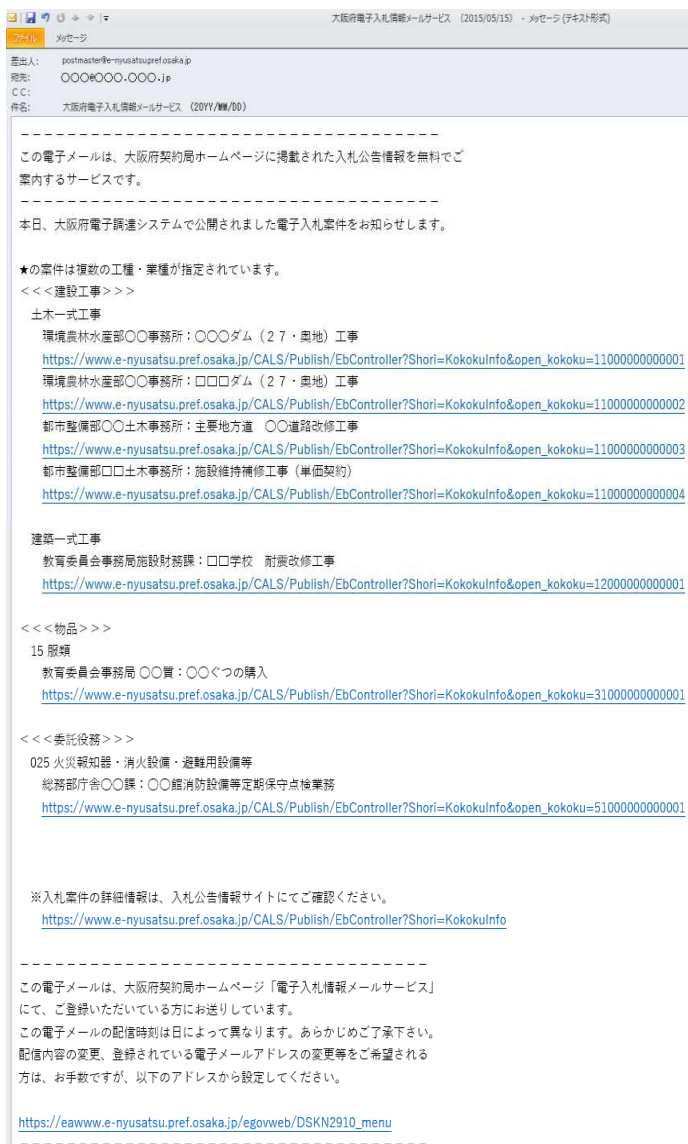 大阪府電子入札情報メールサービス （2015/05/15） - メッセージ (テキスト形式)
ファイル メッセージ
差出人: postmaster@e-nyusatsu.pref.osaka.jp
宛先: 〇〇〇@〇〇〇.〇〇〇.jp
CC:
件名: 大阪府電子入札情報メールサービス （20YY/MM/DD）
－－－－－－－－－－－－－－－－－－－－－－－－－－－－－－－－－－－－
この電子メールは、大阪府契約局ホームページに掲載された入札公告情報を無料でご
案内するサービスです。
－－－－－－－－－－－－－－－－－－－－－－－－－－－－－－－－－－－－
本日、大阪府電子調達システムで公開されました電子入札案件をお知らせします。
★の案件は複数の工種・業種が指定されています。
＜＜＜建設工事＞＞＞
土木一式工事
環境農林水産部〇〇事務所：〇〇〇ダム（２７・奥地）工事
https://www.e-nyusatsu.pref.osaka.jp/CALS/Publish/EbController?Shori=KokokuInfo&open_kokoku=11000000000001
環境農林水産部〇〇事務所：□□□ダム（２７・奥地）工事
https://www.e-nyusatsu.pref.osaka.jp/CALS/Publish/EbController?Shori=KokokuInfo&open_kokoku=11000000000002
都市整備部〇〇土木事務所：主要地方道　〇〇道路改修工事
https://www.e-nyusatsu.pref.osaka.jp/CALS/Publish/EbController?Shori=KokokuInfo&open_kokoku=11000000000003
都市整備部□□土木事務所：施設維持補修工事（単価契約）
https://www.e-nyusatsu.pref.osaka.jp/CALS/Publish/EbController?Shori=KokokuInfo&open_kokoku=11000000000004
建築一式工事
教育委員会事務局施設財務課：□□学校　耐震改修工事
https://www.e-nyusatsu.pref.osaka.jp/CALS/Publish/EbController?Shori=KokokuInfo&open_kokoku=12000000000001
＜＜＜物品＞＞＞
15 服類
教育委員会事務局 〇〇質：〇〇ぐつの購入
https://www.e-nyusatsu.pref.osaka.jp/CALS/Publish/EbController?Shori=KokokuInfo&open_kokoku=31000000000001
＜＜＜委託役務＞＞＞
025 火災報知器・消火設備・避難用設備等
総務部庁舎〇〇課：〇〇館消防設備等定期保守点検業務
https://www.e-nyusatsu.pref.osaka.jp/CALS/Publish/EbController?Shori=KokokuInfo&open_kokoku=51000000000001
※入札案件の詳細情報は、入札公告情報サイトにてご確認ください。
https://www.e-nyusatsu.pref.osaka.jp/CALS/Publish/EbController?Shori=KokokuInfo
－－－－－－－－－－－－－－－－－－－－－－－－－－－－－－－－－－－
この電子メールは、大阪府契約局ホームページ「電子入札情報メールサービス」
にて、ご登録いただいている方にお送りしています。
この電子メールの配信時刻は日によって異なります。あらかじめご了承下さい。
配信内容の変更、登録されている電子メールアドレスの変更等をご希望される
方は、お手数ですが、以下のアドレスから設定してください。
https://eawww.e-nyusatsu.pref.osaka.jp/egovweb/DSKN2910_menu
－－－－－－－－－－－－－－－－－－－－－－－－－－－－－－－－－－－